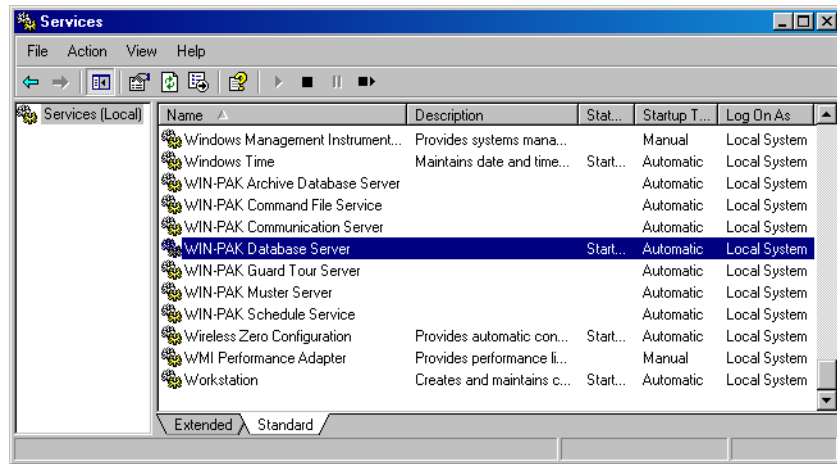 Services
File Action View Help
Services (Local)
Name Description Stat... Startup T... Log On As
Windows Management Instrument... Provides systems mana... Manual Local System
Windows Time Maintains date and time... Start... Automatic Local System
WIN-PAK Archive Database Server Automatic Local System
WIN-PAK Command File Service Automatic Local System
WIN-PAK Communication Server Automatic Local System
WIN-PAK Database Server Start... Automatic Local System
WIN-PAK Guard Tour Server Automatic Local System
WIN-PAK Muster Server Automatic Local System
WIN-PAK Schedule Service Automatic Local System
Wireless Zero Configuration Provides automatic con... Start... Automatic Local System
WMI Performance Adapter Provides performance li... Manual Local System
Workstation Creates and maintains c... Start... Automatic Local System
Extended Standard